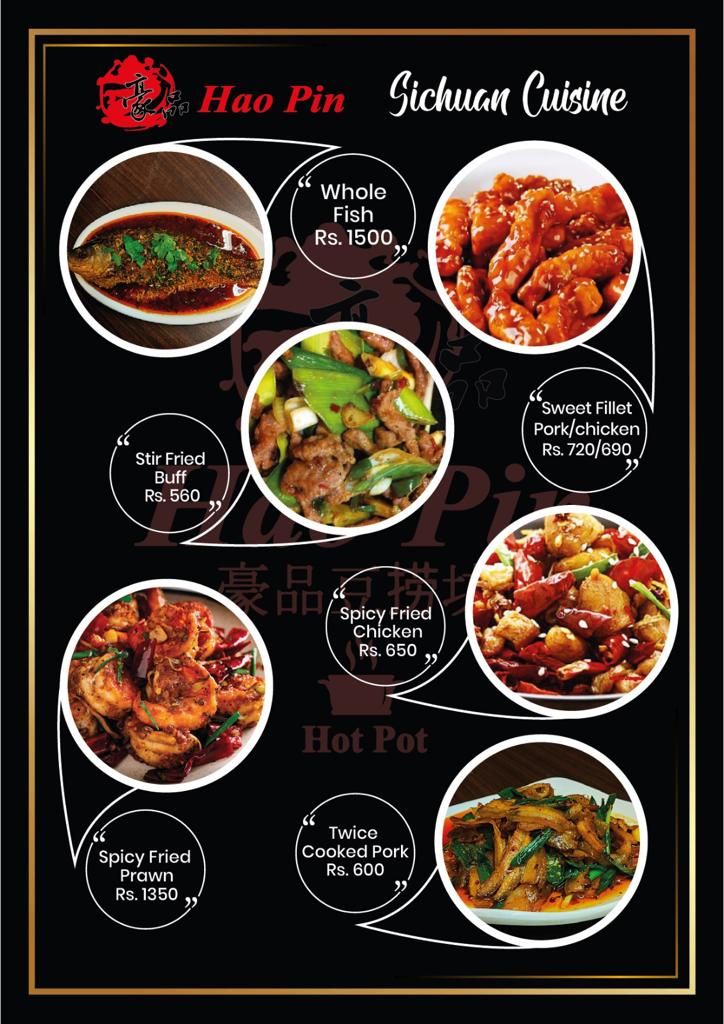 豪品 Hao Pin
Sichuan Cuisine
“Whole
Fish
Rs. 1500”
“Sweet Fillet
Pork/chicken
Rs. 720/690”
“Stir Fried
Buff
Rs. 560”
Hao Pin
豪品豆捞坊
“Spicy Fried
Chicken
Rs. 650”
Hot Pot
“Spicy Fried
Prawn
Rs. 1350”
“Twice
Cooked Pork
Rs. 600”